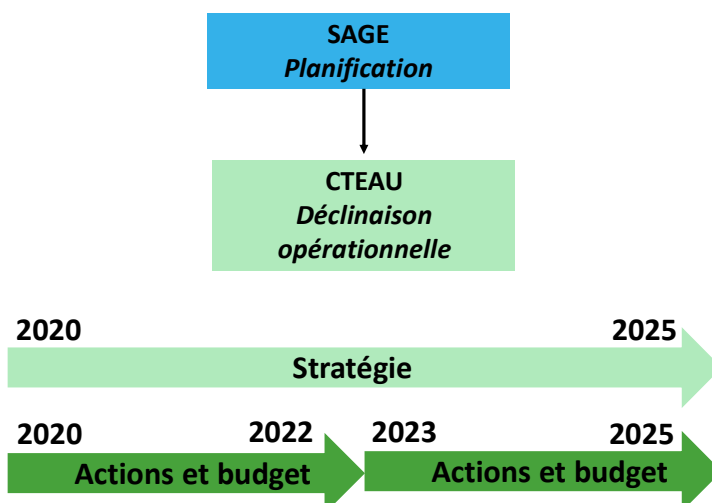 SAGE
Planification
CTEAU
Déclinaison
opérationnelle
2020 2025
Stratégie
2020 2022 2023 2025
Actions et budget Actions et budget